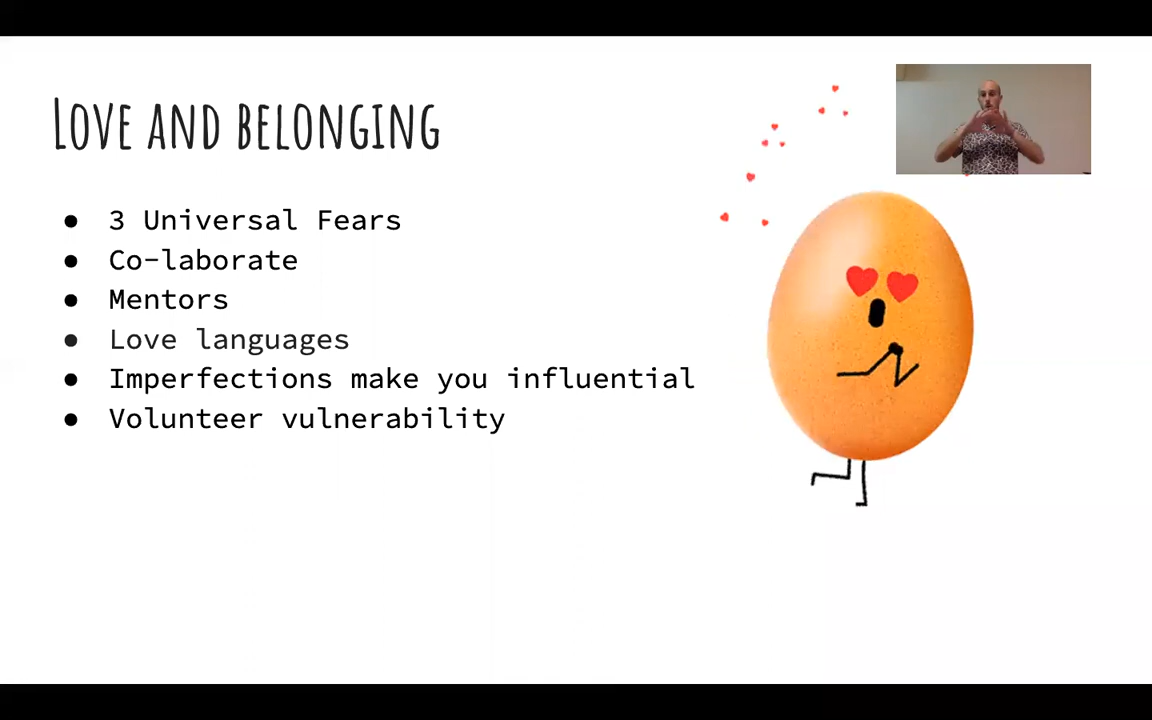 Love and belonging
● 3 Universal Fears
● Co-laborate
● Mentors
● Love languages
● Imperfections make you influential
● Volunteer vulnerability